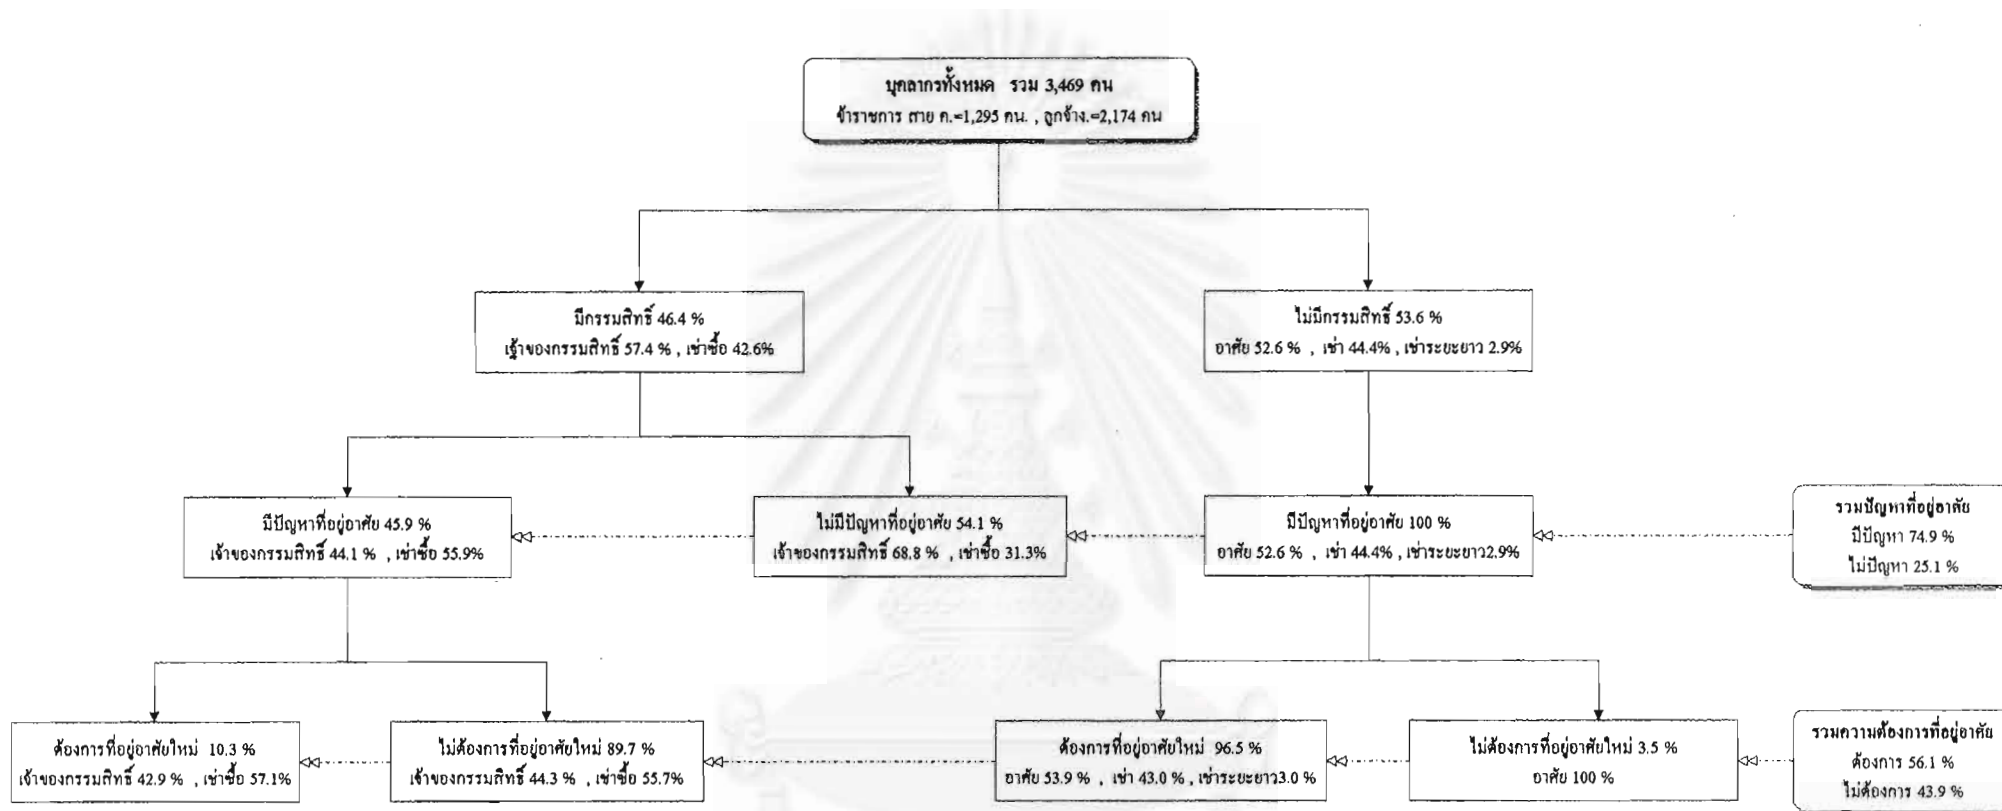 บุคลากรทั้งหมด รวม 3,469 คน
ข้าราชการ สาย ค.=1,295 คน. , ลูกจ้าง.=2,174 คน
มีกรรมสิทธิ์ 46.4 %
เจ้าของกรรมสิทธิ์ 57.4 % , เช่าซื้อ 42.6%
ไม่มีกรรมสิทธิ์ 53.6 %
อาศัย 52.6 % , เช่า 44.4% , เช่าระยะยาว 2.9%
มีปัญหาที่อยู่อาศัย 45.9 %
เจ้าของกรรมสิทธิ์ 44.1 % , เช่าซื้อ 55.9%
ไม่มีปัญหาที่อยู่อาศัย 54.1 %
เจ้าของกรรมสิทธิ์ 68.8 % , เช่าซื้อ 31.3%
มีปัญหาที่อยู่อาศัย 100 %
อาศัย 52.6 % , เช่า 44.4% , เช่าระยะยาว2.9%
รวมปัญหาที่อยู่อาศัย
มีปัญหา 74.9 %
ไม่ปัญหา 25.1 %
ต้องการที่อยู่อาศัยใหม่ 10.3 %
เจ้าของกรรมสิทธิ์ 42.9 % , เช่าซื้อ 57.1%
ไม่ต้องการที่อยู่อาศัยใหม่ 89.7 %
เจ้าของกรรมสิทธิ์ 44.3 % , เช่าซื้อ 55.7%
ต้องการที่อยู่อาศัยใหม่ 96.5 %
อาศัย 53.9 % , เช่า 43.0 % , เช่าระยะยาว3.0 %
ไม่ต้องการที่อยู่อาศัยใหม่ 3.5 %
อาศัย 100 %
รวมความต้องการที่อยู่อาศัย
ต้องการ 56.1 %
ไม่ต้องการ 43.9 %